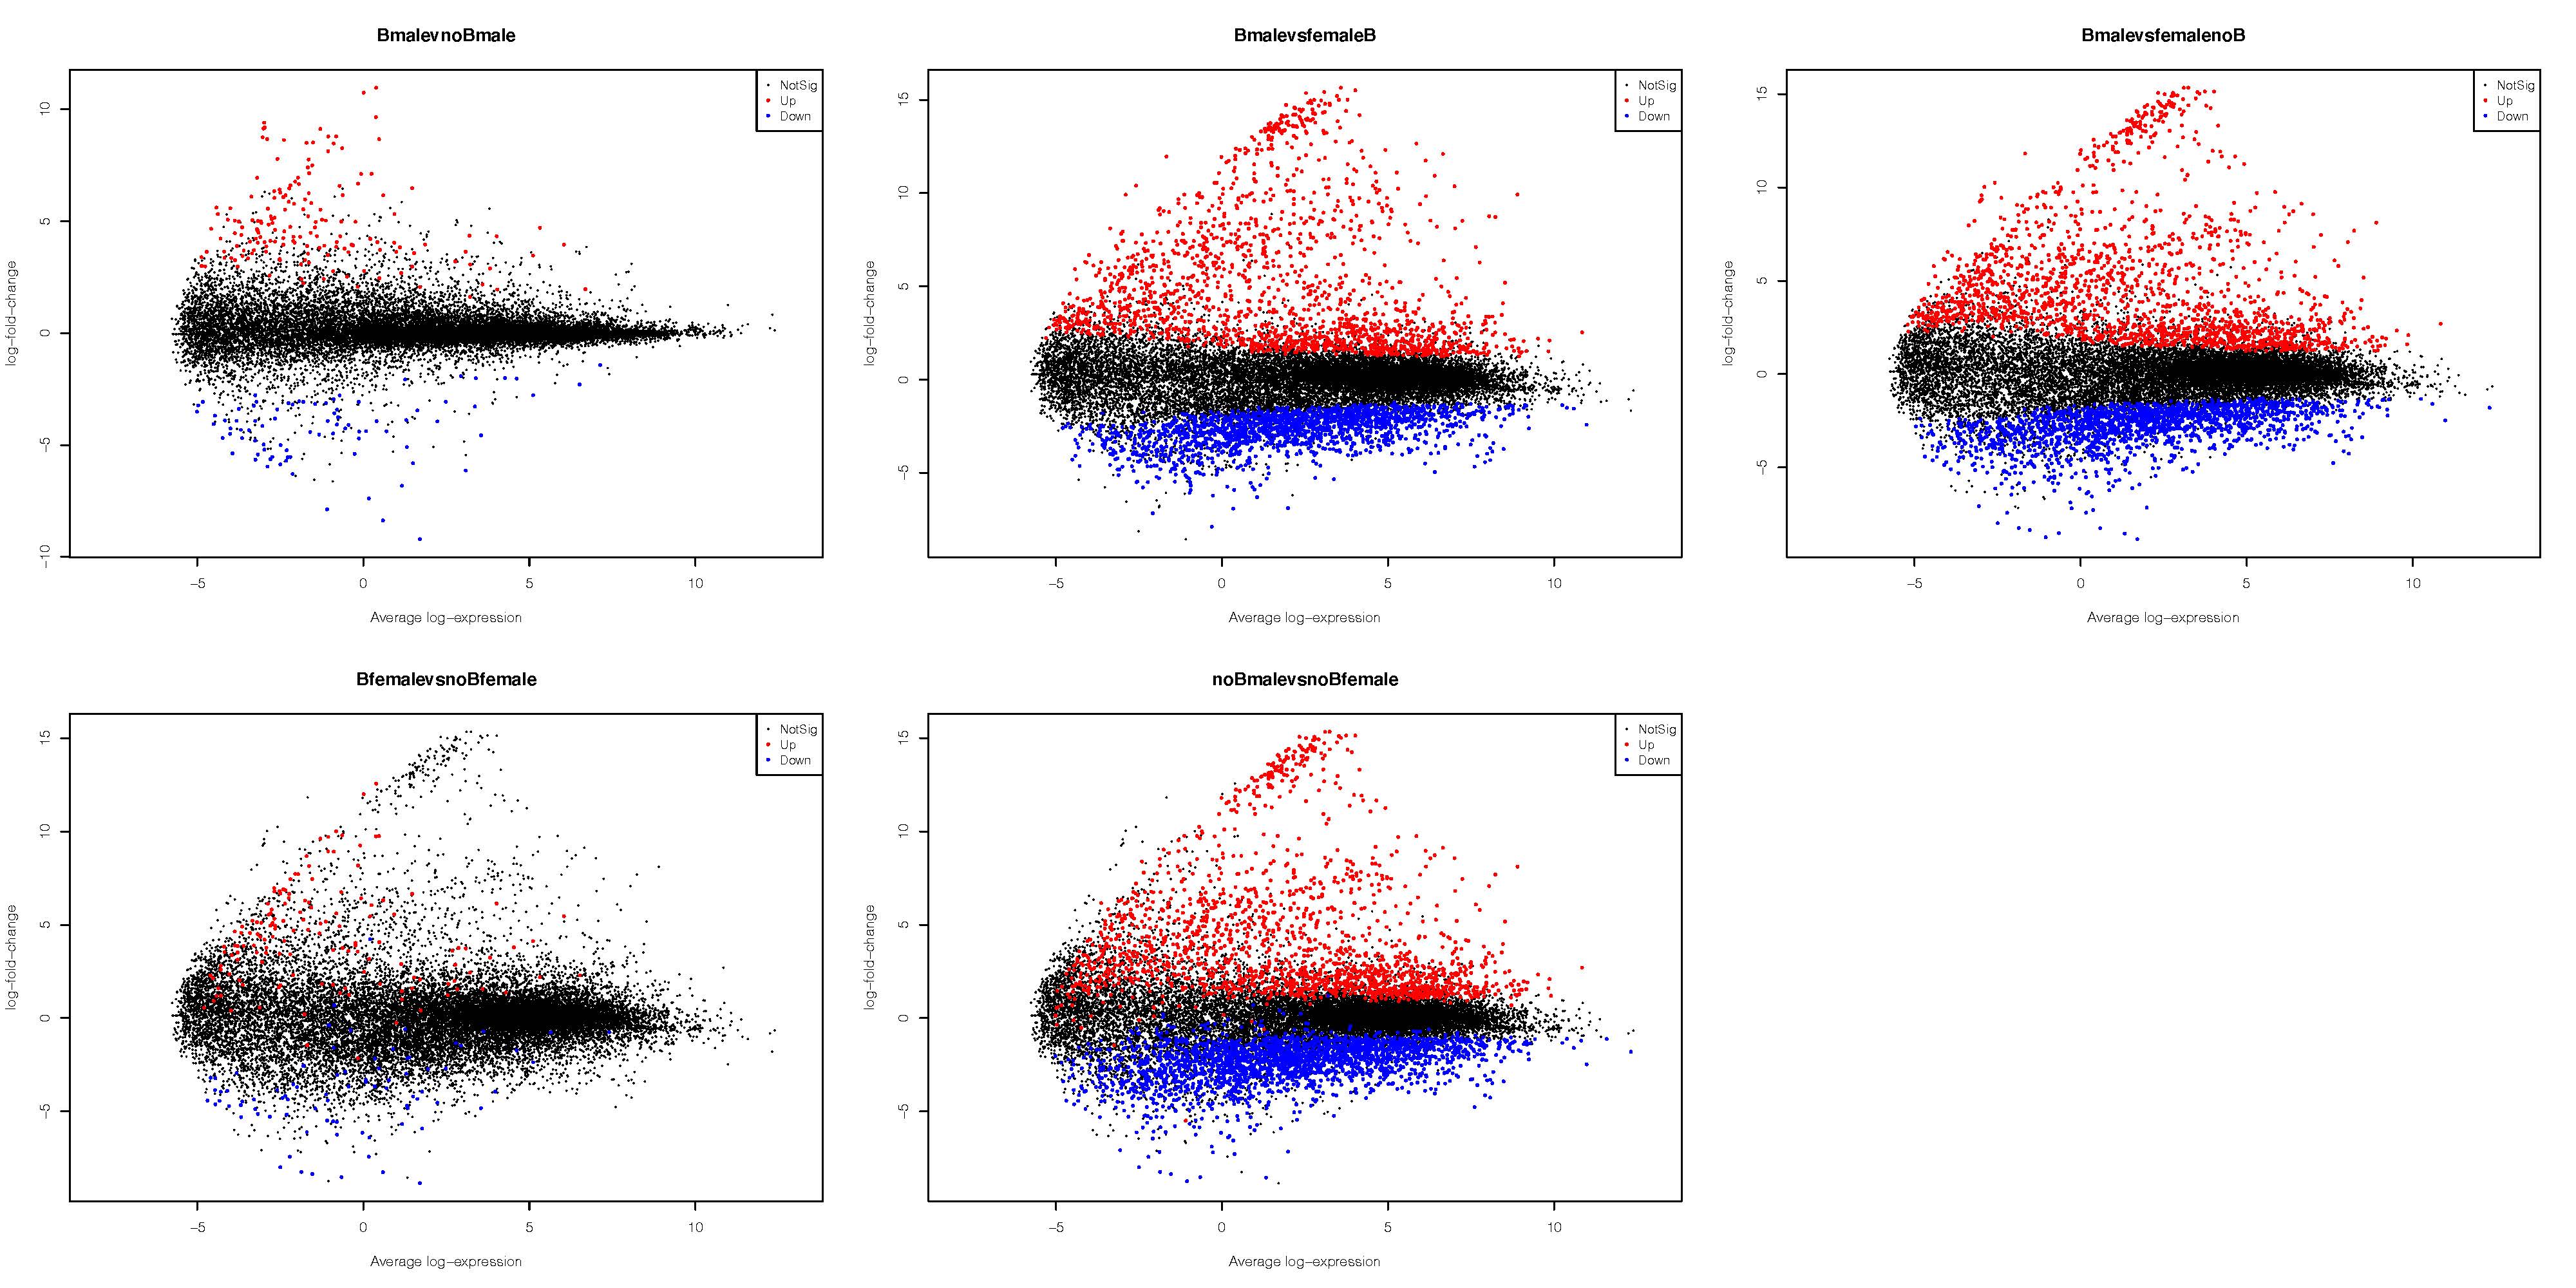 BmalevnoBmale
NotSig
Up
Down
log-fold-change
10
5
0
-5
-10
-5
0
5
10
Average log-expression
BmalevsfemaleB
NotSig
Up
Down
log-fold-change
15
10
5
0
-5
-5
0
5
10
Average log-expression
BmalevsfemalenoB
NotSig
Up
Down
log-fold-change
15
10
5
0
-5
-5
0
5
10
Average log-expression
BfemalevsnoBfemale
NotSig
Up
Down
log-fold-change
15
10
5
0
-5
-5
0
5
10
Average log-expression
noBmalevsnoBfemale
NotSig
Up
Down
log-fold-change
15
10
5
0
-5
-5
0
5
10
Average log-expression